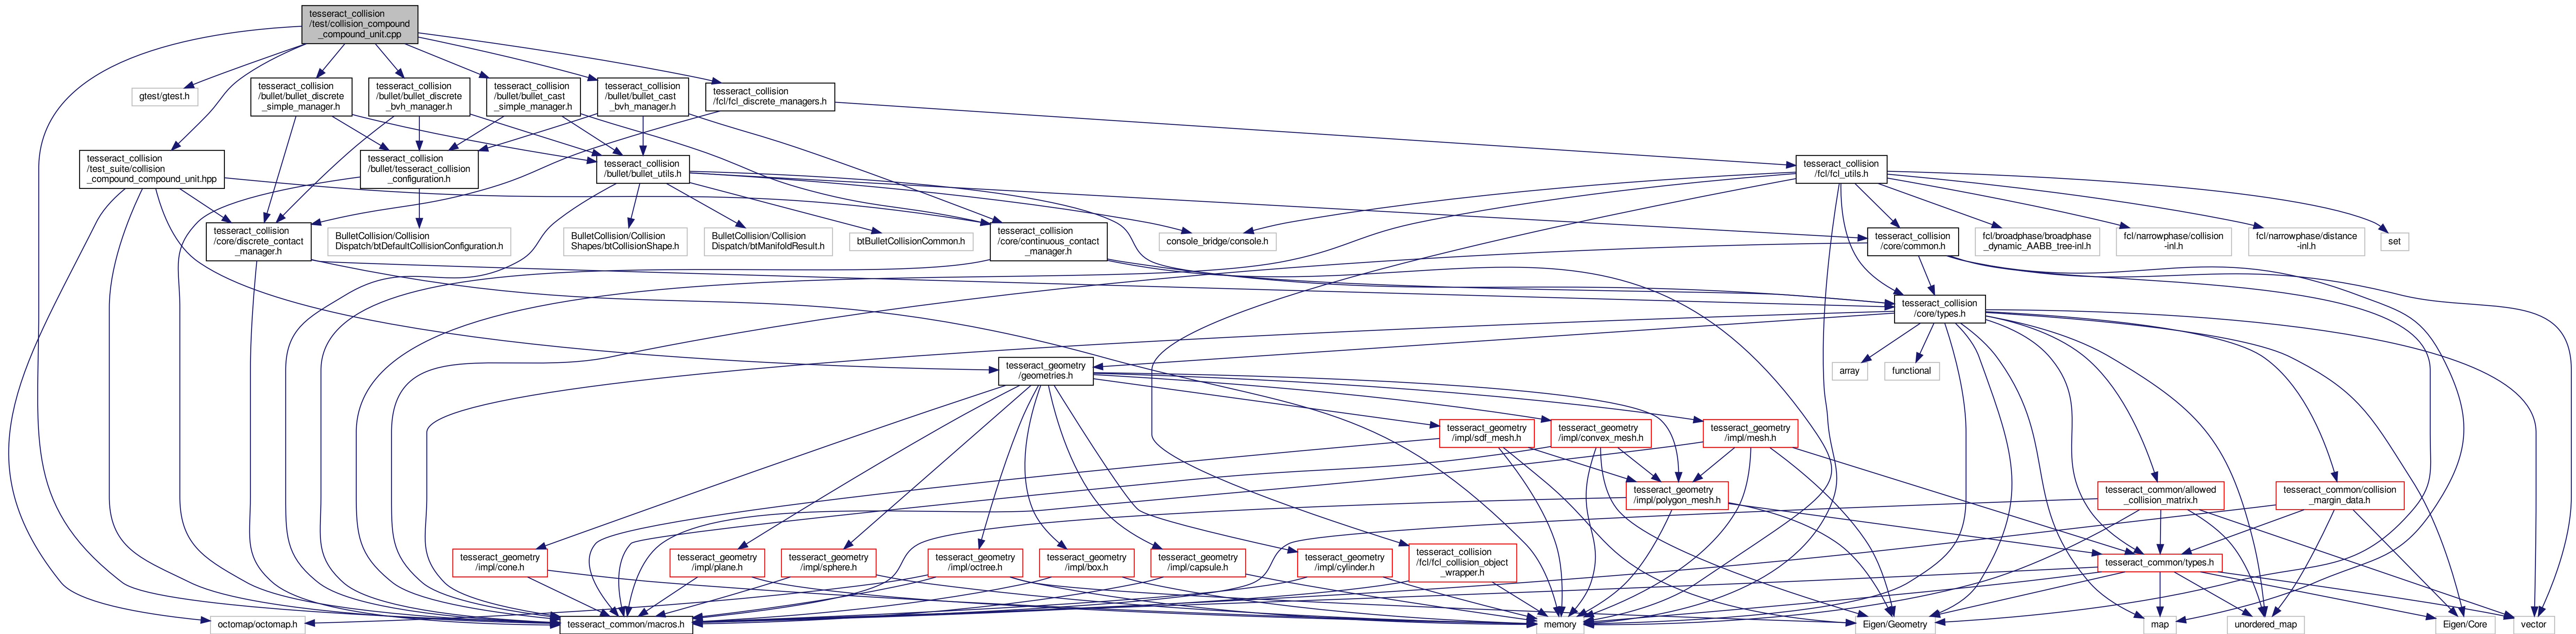 tesseract_collision
/test/collision_compound
_compound_unit.cpp
gtest/gtest.h
tesseract_collision
/bullet/bullet_discrete
_simple_manager.h
tesseract_collision
/bullet/bullet_discrete
_bvh_manager.h
tesseract_collision
/bullet/bullet_cast
_simple_manager.h
tesseract_collision
/bullet/bullet_cast
_bvh_manager.h
tesseract_collision
/fcl/fcl_discrete_managers.h
tesseract_collision
/test_suite/collision
_compound_compound_unit.hpp
tesseract_collision
/bullet/tesseract_collision
_configuration.h
tesseract_collision
/bullet/bullet_utils.h
tesseract_collision
/fcl/fcl_utils.h
tesseract_collision
/core/discrete_contact
_manager.h
BulletCollision/Collision
Dispatch/btDefaultCollisionConfiguration.h
BulletCollision/Collision
Shapes/btCollisionShape.h
BulletCollision/Collision
Dispatch/btManifoldResult.h
btBulletCollisionCommon.h
tesseract_collision
/core/continuous_contact
_manager.h
console_bridge/console.h
tesseract_collision
/core/common.h
fcl/broadphase/broadphase
_dynamic_AABB_tree-inl.h
fcl/narrowphase/collision
-inl.h
fcl/narrowphase/distance
-inl.h
set
tesseract_collision
/core/types.h
tesseract_geometry
/geometries.h
array
functional
tesseract_geometry
/impl/sdf_mesh.h
tesseract_geometry
/impl/convex_mesh.h
tesseract_geometry
/impl/mesh.h
tesseract_geometry
/impl/polygon_mesh.h
tesseract_common/allowed
_collision_matrix.h
tesseract_common/collision
_margin_data.h
tesseract_geometry
/impl/cone.h
tesseract_geometry
/impl/plane.h
tesseract_geometry
/impl/sphere.h
tesseract_geometry
/impl/octree.h
tesseract_geometry
/impl/box.h
tesseract_geometry
/impl/capsule.h
tesseract_geometry
/impl/cylinder.h
tesseract_collision
/fcl/fcl_collision_object
_wrapper.h
tesseract_common/types.h
octomap/octomap.h
tesseract_common/macros.h
memory
Eigen/Geometry
map
unordered_map
Eigen/Core
vector